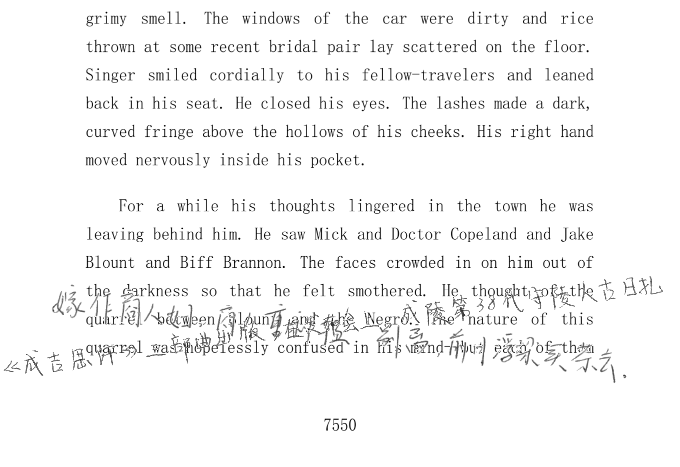 grimy smell. The windows of the car were dirty and rice
thrown at some recent bridal pair lay scattered on the floor.
Singer smiled cordially to his fellow-travelers and leaned
back in his seat. He closed his eyes. The lashes made a dark,
curved fringe above the hollows of his cheeks. His right hand
moved nervously inside his pocket.
For a while his thoughts lingered in the town he was
leaving behind him. He saw Mick and Doctor Copeland and Jake
Blount and Biff Brannon. The faces crowded in on him out of
the darkness so that he felt smothered. He thought of the
嫁作商人妇 成陵第38代守陵人古日扎
quarrel between Blount and the Negro. The nature of this
quarrel was hopelessly confused in his mind—but each of them
《成吉思汗》三部曲
7550